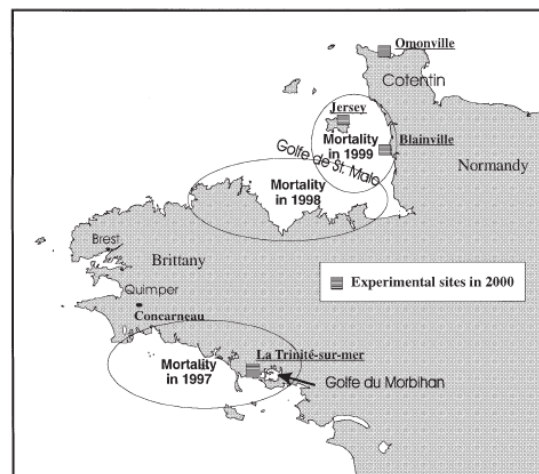 Omonville
Cotentin
Jersey
Mortality
in 1999
Blainville
Golfe de St. Malo
Normandy
Mortality
in 1998
Brest
Brittany
Quimper
Experimental sites in 2000
Concarneau
La Trinité-sur-mer
Mortality
in 1997
Golfe du Morbihan